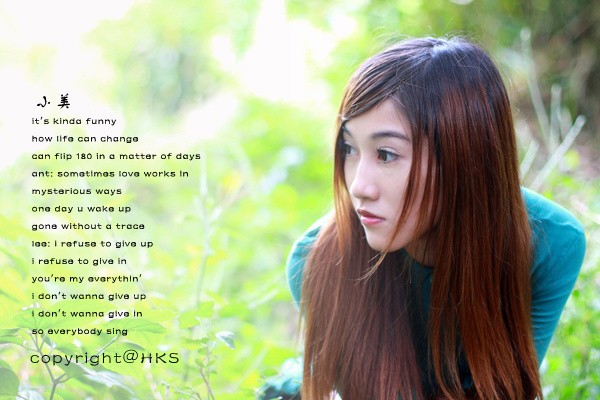 小美
it's kinda funny
how life can change
can flip 180 in a matter of days
ant: sometimes love works in
mysterious ways
one day u wake up
gone without a trace
lee: i refuse to give up
i refuse to give in
you're my everythin'
i don't wanna give up
i don't wanna give in
so everybody sing
copyright@HKS